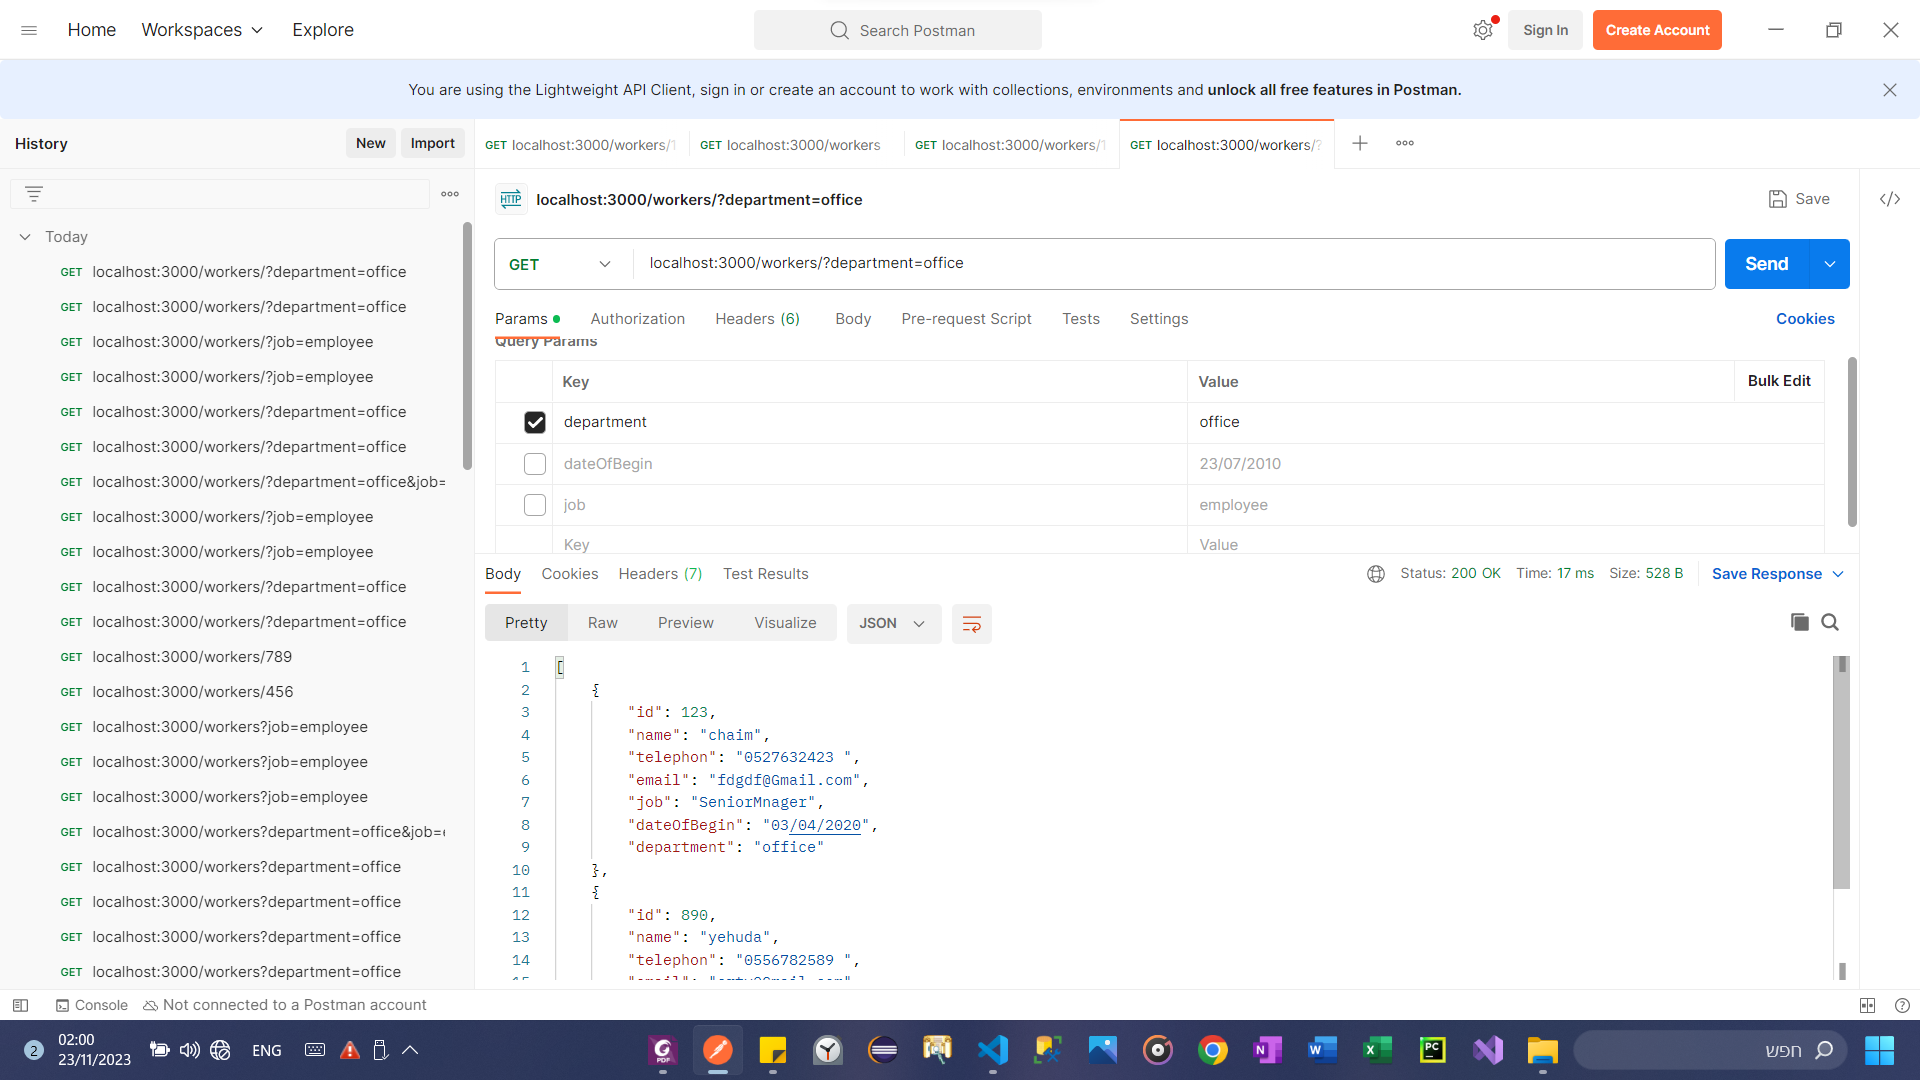 Home Workspaces Explore Search Postman Sign In Create Account
You are using the Lightweight API Client, sign in or create an account to work with collections, environments and unlock all free features in Postman.
History New Import
GET localhost:3000/workers/1 GET localhost:3000/workers GET localhost:3000/workers/1 GET localhost:3000/workers/?
HTTP localhost:3000/workers/?department=office Save
Today
GET localhost:3000/workers/?department=office
GET localhost:3000/workers/?department=office
GET localhost:3000/workers/?job=employee
GET localhost:3000/workers/?job=employee
GET localhost:3000/workers/?department=office
GET localhost:3000/workers/?department=office
GET localhost:3000/workers/?department=office&job=
GET localhost:3000/workers/?job=employee
GET localhost:3000/workers/?job=employee
GET localhost:3000/workers/?department=office
GET localhost:3000/workers/?department=office
GET localhost:3000/workers/789
GET localhost:3000/workers/456
GET localhost:3000/workers?job=employee
GET localhost:3000/workers?job=employee
GET localhost:3000/workers?job=employee
GET localhost:3000/workers?department=office&job=
GET localhost:3000/workers?department=office
GET localhost:3000/workers?department=office
GET localhost:3000/workers?department=office
GET localhost:3000/workers?department=office
GET localhost:3000/workers/?department=office Send
Params Authorization Headers (6) Body Pre-request Script Tests Settings Cookies
Query Params
Key Value Bulk Edit
department office
dateOfBegin 23/07/2010
job employee
Key Value
Body Cookies Headers (7) Test Results Status: 200 OK Time: 17 ms Size: 528 B Save Response
Pretty Raw Preview Visualize JSON
1 [
2 {
3 "id": 123,
4 "name": "chaim",
5 "telephon": "0527632423 ",
6 "email": "fdgdf@Gmail.com",
7 "job": "SeniorMnager",
8 "dateOfBegin": "03/04/2020",
9 "department": "office"
10 },
11 {
12 "id": 890,
13 "name": "yehuda",
14 "telephon": "0556782589 ",
Console Not connected to a Postman account
2 02:00 ENG חפש
23/11/2023